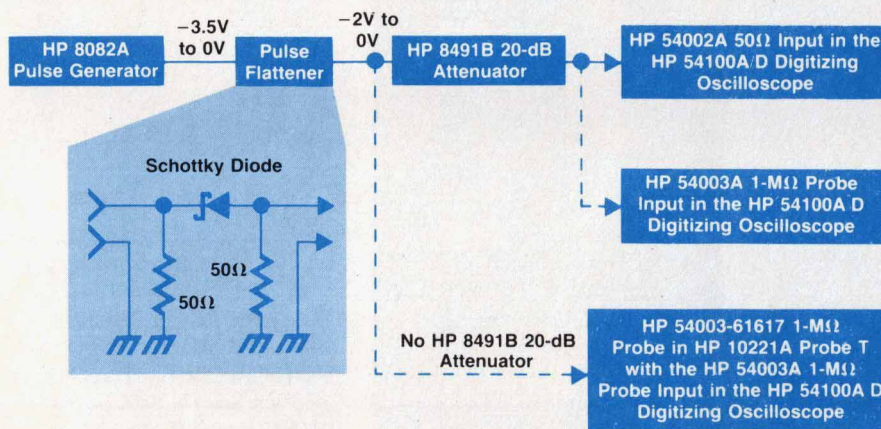 −3.5V
to 0V
−2V to
0V
HP 8082A
Pulse Generator
Pulse
Flattener
HP 8491B 20-dB
Attenuator
HP 54002A 50Ω Input in the
HP 54100A/D Digitizing
Oscilloscope
Schottky Diode
50Ω
50Ω
HP 54003A 1-MΩ Probe
Input in the HP 54100A/D
Digitizing Oscilloscope
No HP 8491B 20-dB
Attenuator
HP 54003-61617 1-MΩ
Probe in HP 10221A Probe T
with the HP 54003A 1-MΩ
Probe Input in the HP 54100A/D
Digitizing Oscilloscope